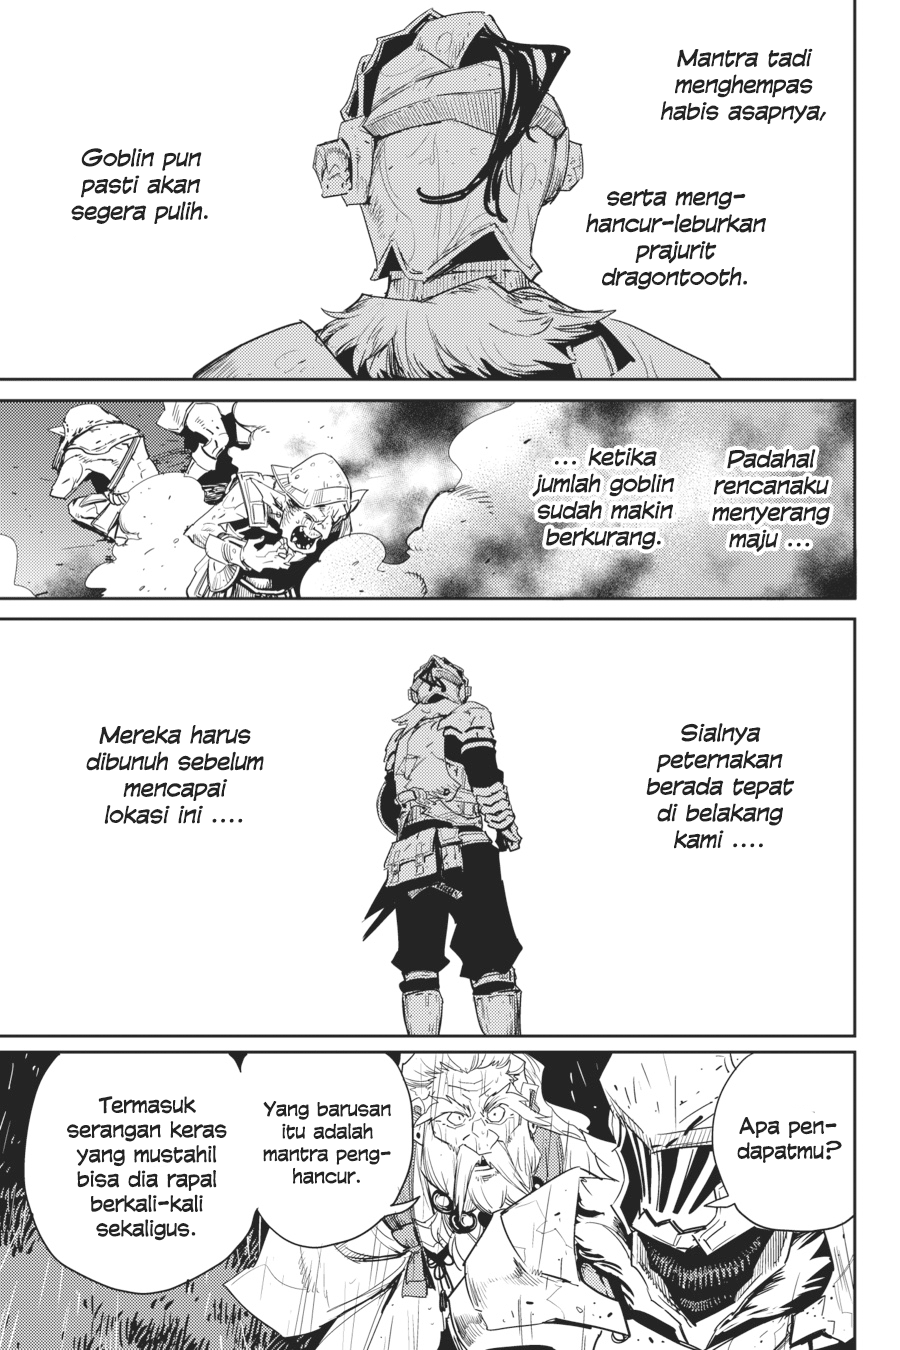 Mantra tadi
menghempas
habis asapnya,
serta meng-
hancur-leburkan
prajurit
dragontooth.
Goblin pun
pasti akan
segera pulih.
Padahal
rencanaku
menyerang
maju ...
... ketika
jumlah goblin
sudah makin
berkurang.
Sialnya
peternakan
berada tepat
di belakang
kami ....
Mereka harus
dibunuh sebelum
mencapai
lokasi ini ....
Apa pen-
dapatmu?
Yang barusan
itu adalah
mantra peng-
hancur.
Termasuk
serangan keras
yang mustahil
bisa dia rapal
berkali-kali
sekaligus.